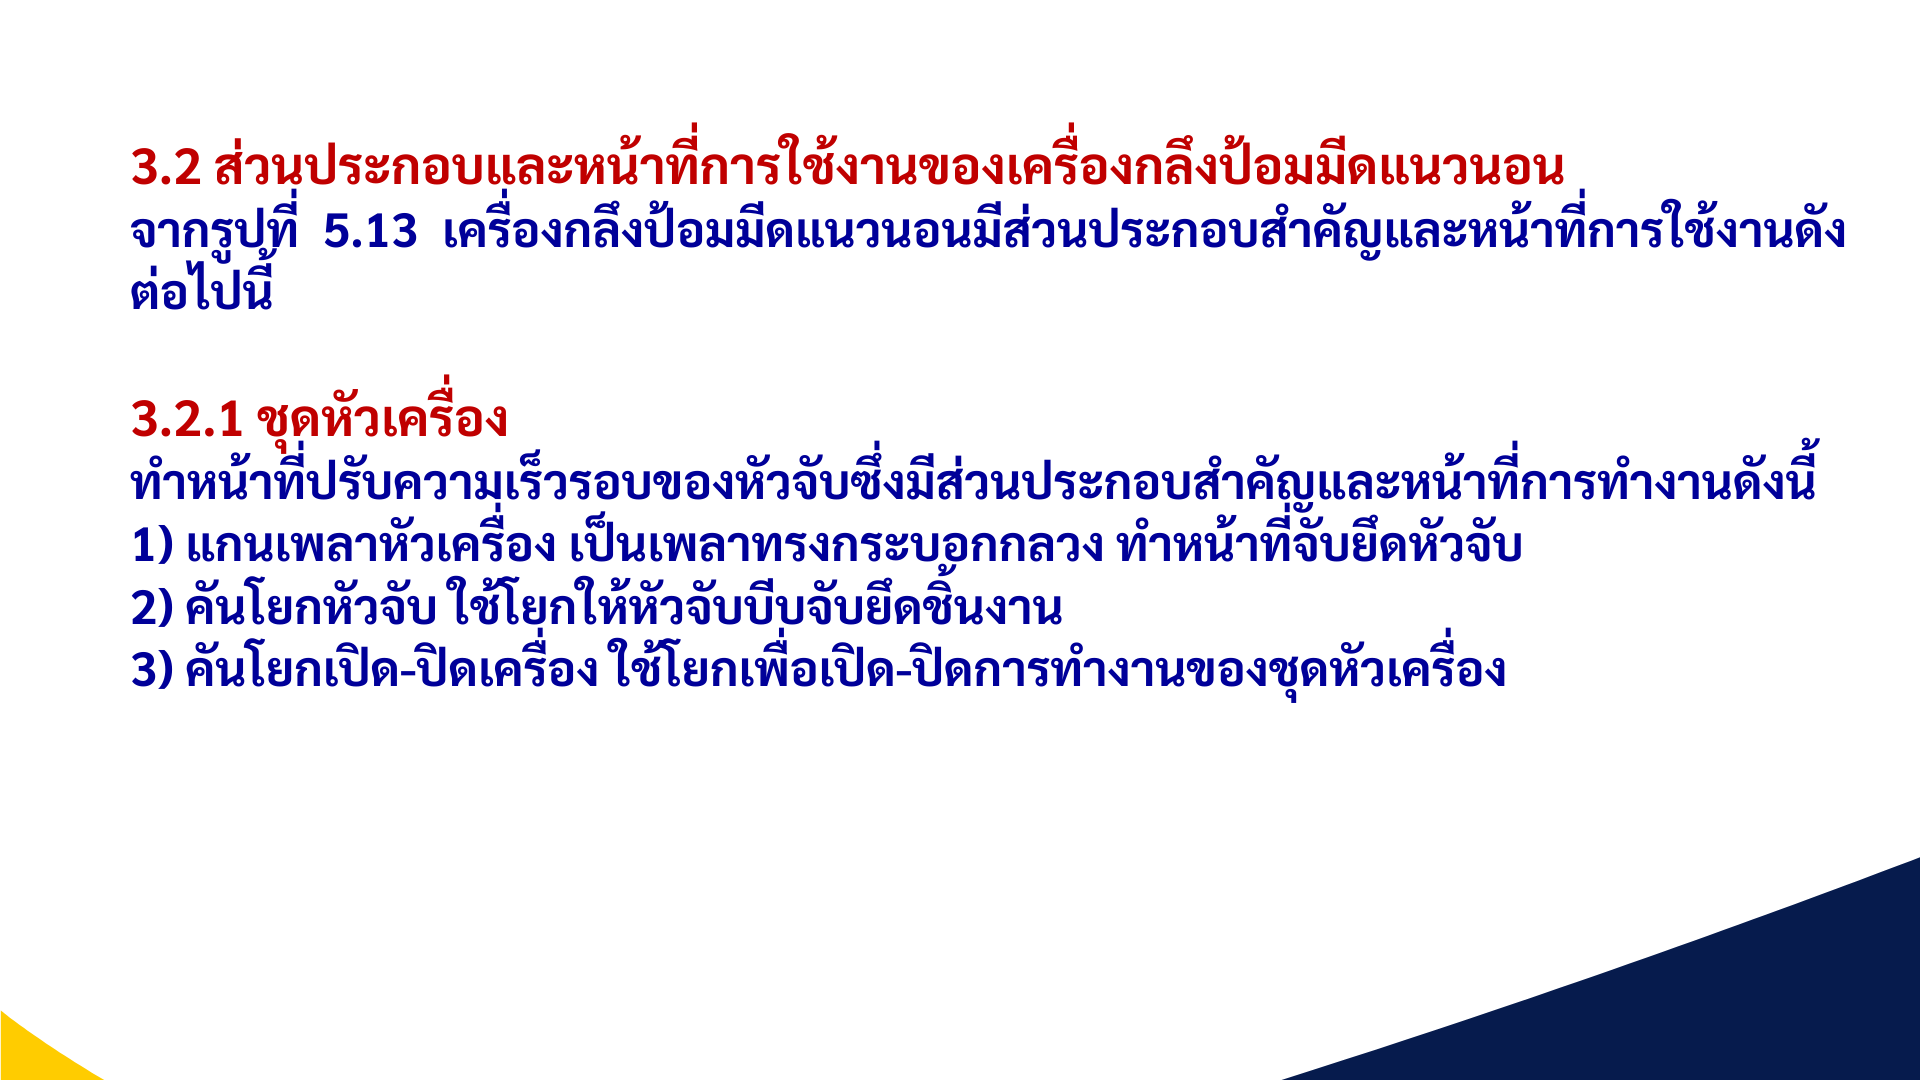 3.2 ส่วนประกอบและหน้าที่การใช้งานของเครื่องกลึงป้อมมีดแนวนอน
จากรูปที่ 5.13 เครื่องกลึงป้อมมีดแนวนอนมีส่วนประกอบสำคัญและหน้าที่การใช้งานดัง
ต่อไปนี้
3.2.1 ชุดหัวเครื่อง
ทำหน้าที่ปรับความเร็วรอบของหัวจับซึ่งมีส่วนประกอบสำคัญและหน้าที่การทำงานดังนี้
1) แกนเพลาหัวเครื่อง เป็นเพลาทรงกระบอกกลวง ทำหน้าที่จับยึดหัวจับ
2) คันโยกหัวจับ ใช้โยกให้หัวจับบีบจับยึดชิ้นงาน
3) คันโยกเปิด-ปิดเครื่อง ใช้โยกเพื่อเปิด-ปิดการทำงานของชุดหัวเครื่อง